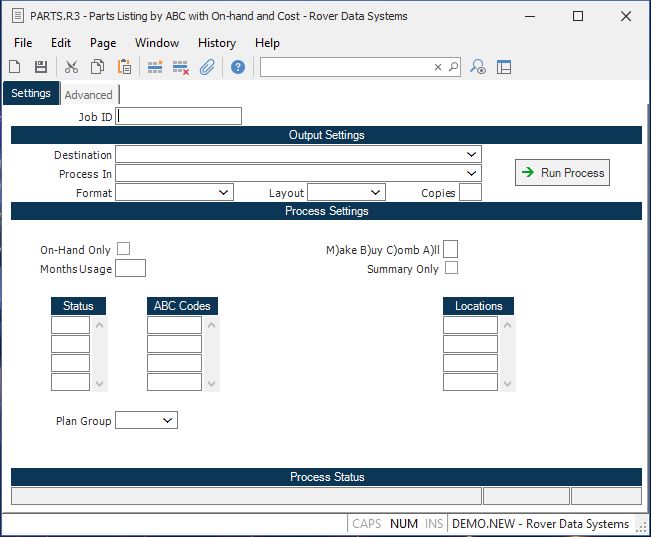 PARTS.R3 - Parts Listing by ABC with On-hand and Cost - Rover Data Systems
File Edit Page Window History Help
Settings Advanced
Job ID
Output Settings
Destination
Process In
Run Process
Format Layout Copies
Process Settings
On-Hand Only M)ake B)uy C)omb A)ll
Months Usage Summary Only
Status ABC Codes Locations
Plan Group
Process Status
CAPS NUM INS DEMO.NEW - Rover Data Systems